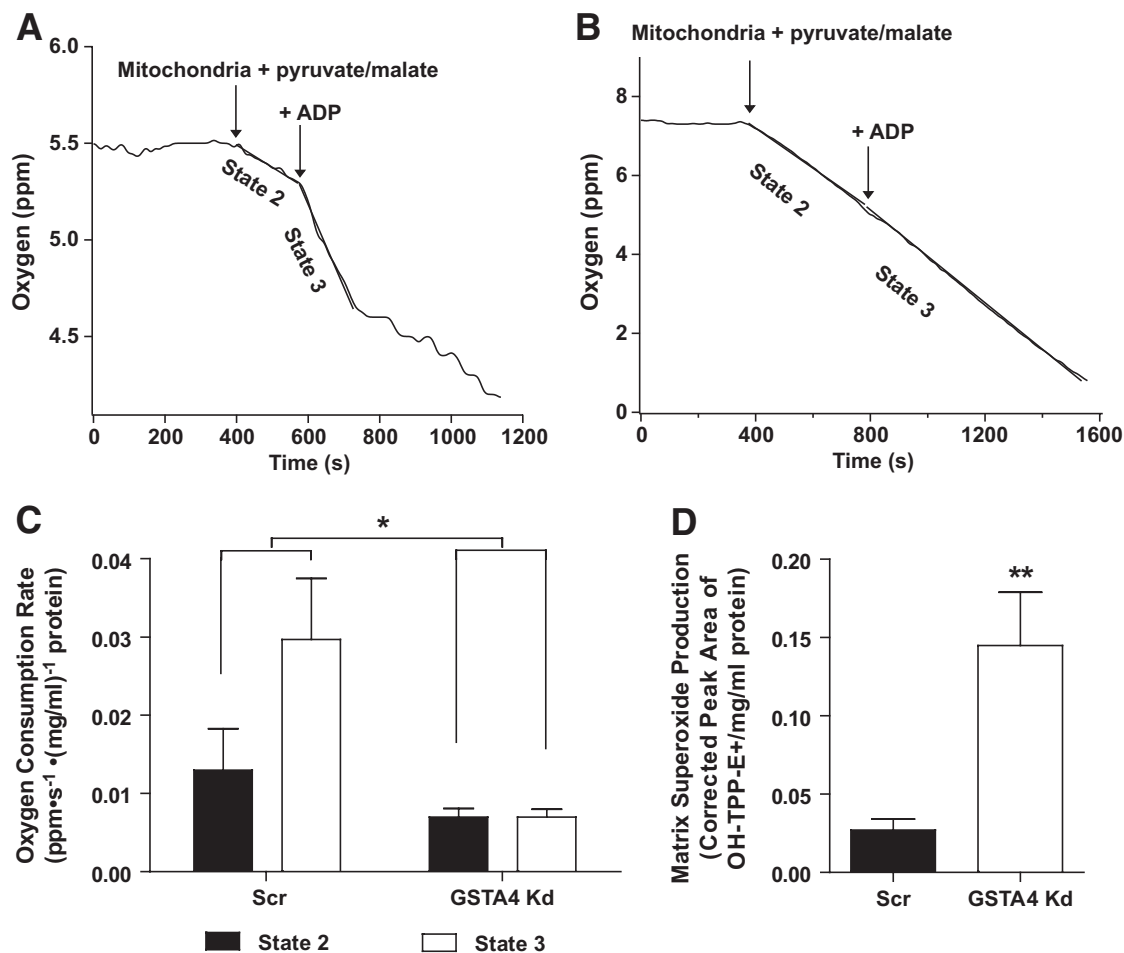 A
6.0
Mitochondria + pyruvate/malate
+ ADP
5.5
State 2
5.0
State 3
4.5
Oxygen (ppm)
0 200 400 600 800 1000 1200
Time (s)
B
Mitochondria + pyruvate/malate
8
+ ADP
6
State 2
4
State 3
2
0
Oxygen (ppm)
0 400 800 1200 1600
Time (s)
C
*
0.04
0.03
0.02
0.01
0.00
Oxygen Consumption Rate
(ppm•s⁻¹ •(mg/ml)⁻¹ protein)
Scr GSTA4 Kd
State 2 State 3
D
0.20
**
0.15
0.10
0.05
0.00
Matrix Superoxide Production
(Corrected Peak Area of
OH-TPP-E+/mg/ml protein)
Scr GSTA4 Kd